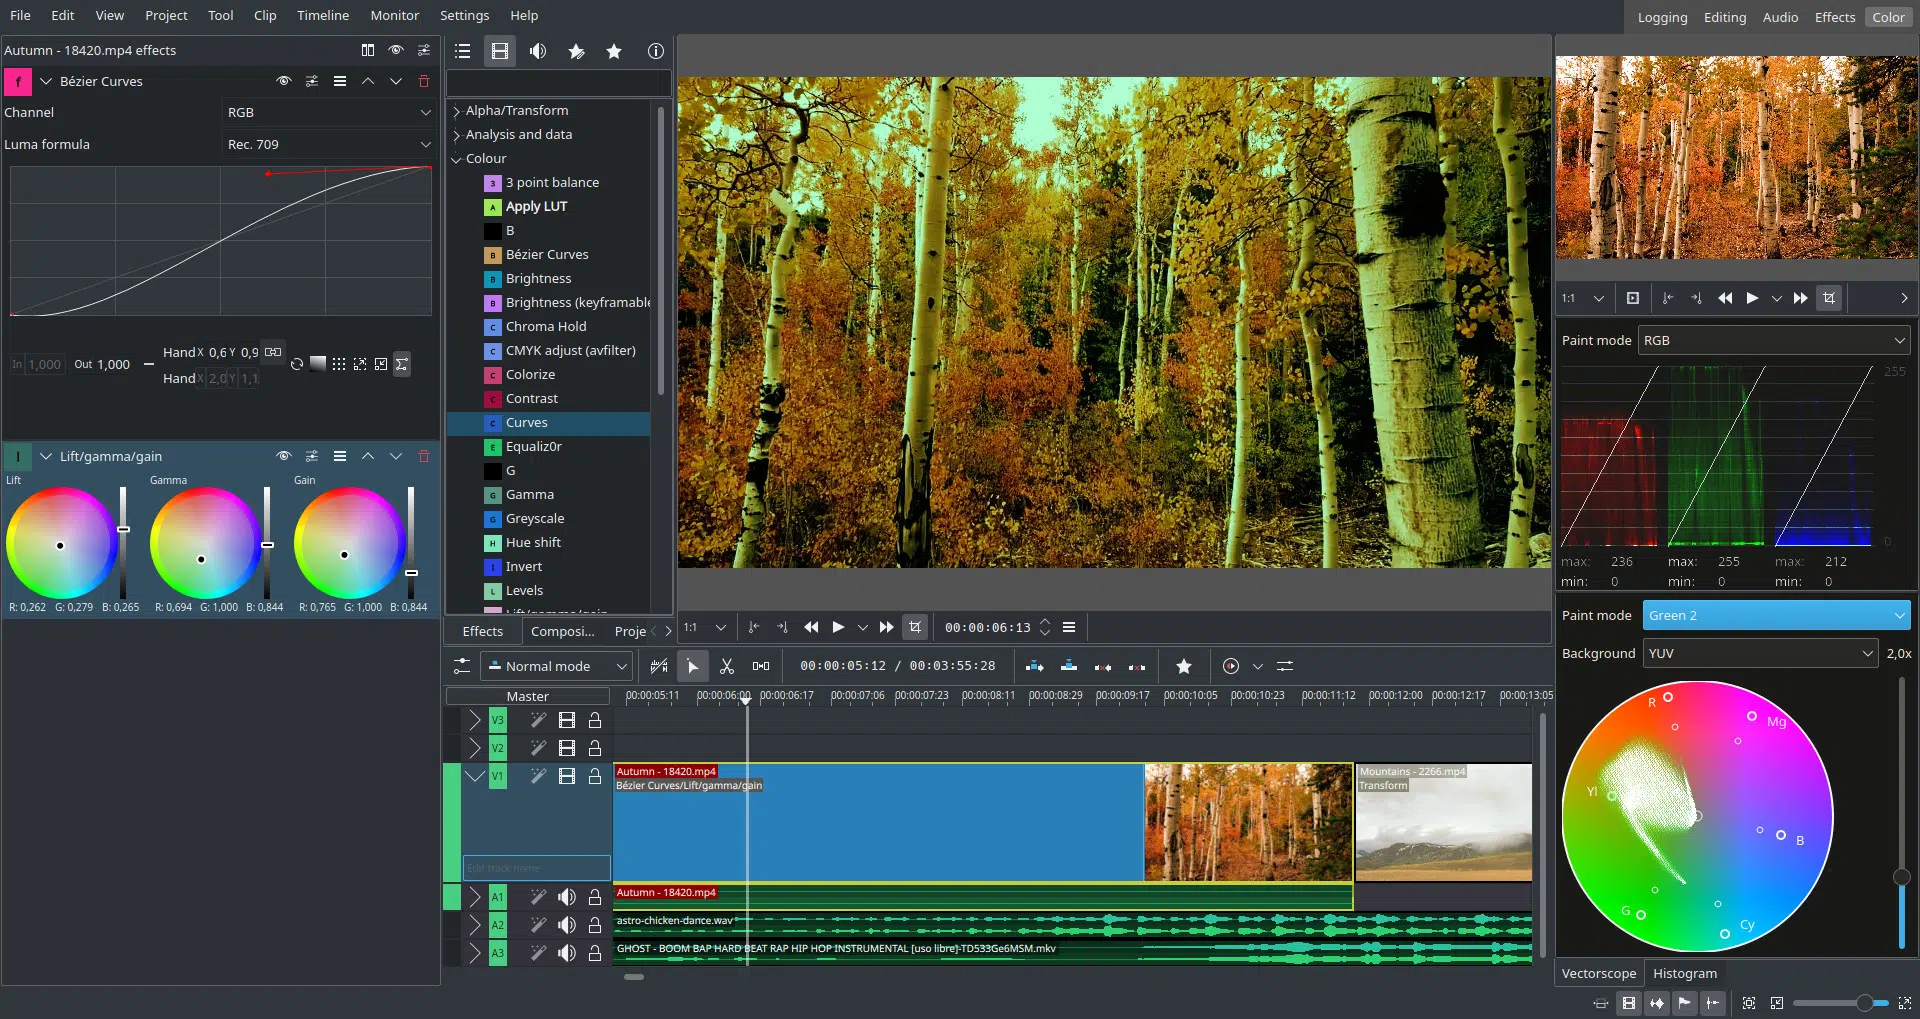 File Edit View Project Tool Clip Timeline Monitor Settings Help
Logging Editing Audio Effects Color
Autumn - 18420.mp4 effects
f Bézier Curves
Channel RGB
Luma formula Rec. 709
In 1,000 Out 1,000 Hand X 0,6 Y 0,9
Hand X 2,0 Y 1,1
l Lift/gamma/gain
Lift Gamma Gain
R: 0,262 G: 0,279 B: 0,265 R: 0,694 G: 1,000 B: 0,844 R: 0,765 G: 1,000 B: 0,844
Alpha/Transform
Analysis and data
Colour
3 3 point balance
A Apply LUT
B
B Bézier Curves
B Brightness
B Brightness (keyframable
C Chroma Hold
C CMYK adjust (avfilter)
C Colorize
C Contrast
C Curves
E Equaliz0r
G
G Gamma
G Greyscale
H Hue shift
I Invert
L Levels
Lift/gamma/gain
Effects Composi... Proje
1:1 00:00:06:13
1:1
Paint mode RGB
255
0
max: 236 max: 255 max: 212
min: 0 min: 0 min: 0
Paint mode Green 2
Background YUV 2,0x
R Mg
Yl B
G Cy
Vectorscope Histogram
Normal mode 00:00:05:12 / 00:03:55:28
Master
00:00:05:11 00:00:06:00 00:00:06:17 00:00:07:06 00:00:07:23 00:00:08:11 00:00:08:29 00:00:09:17 00:00:10:05 00:00:10:23 00:00:11:12 00:00:12:00 00:00:12:17 00:00:13:05
V3
V2
V1 Autumn - 18420.mp4 Mountains - 2266.mp4
Bézier Curves/Lift/gamma/gain Transform
Edit track name
A1 Autumn - 18420.mp4
A2 astro-chicken-dance.wav
A3 GHOST - BOOM BAP HARD BEAT RAP HIP HOP INSTRUMENTAL [uso libre]-TD533Ge6MSM.mkv